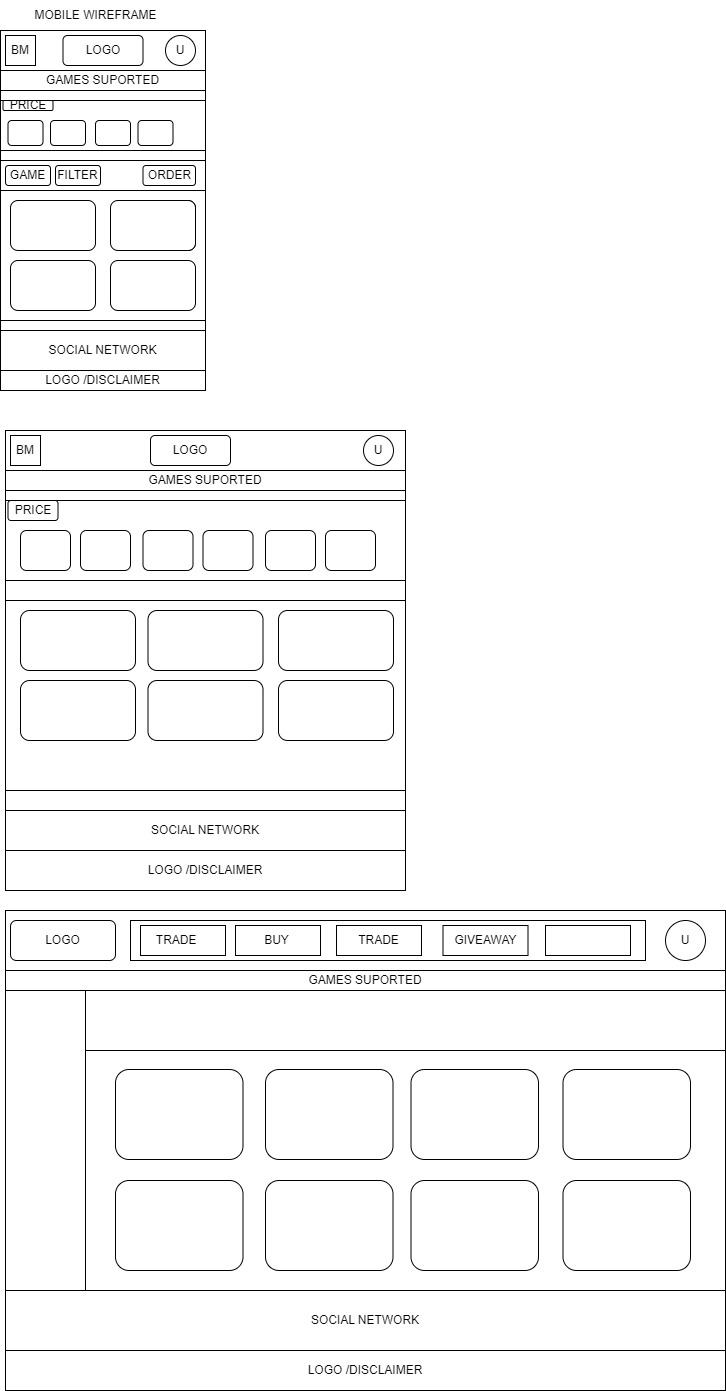 MOBILE WIREFRAME
BM LOGO U
GAMES SUPORTED
PRICE
GAME FILTER ORDER
SOCIAL NETWORK
LOGO /DISCLAIMER
BM LOGO U
GAMES SUPORTED
PRICE
SOCIAL NETWORK
LOGO /DISCLAIMER
LOGO TRADE BUY TRADE GIVEAWAY U
GAMES SUPORTED
SOCIAL NETWORK
LOGO /DISCLAIMER